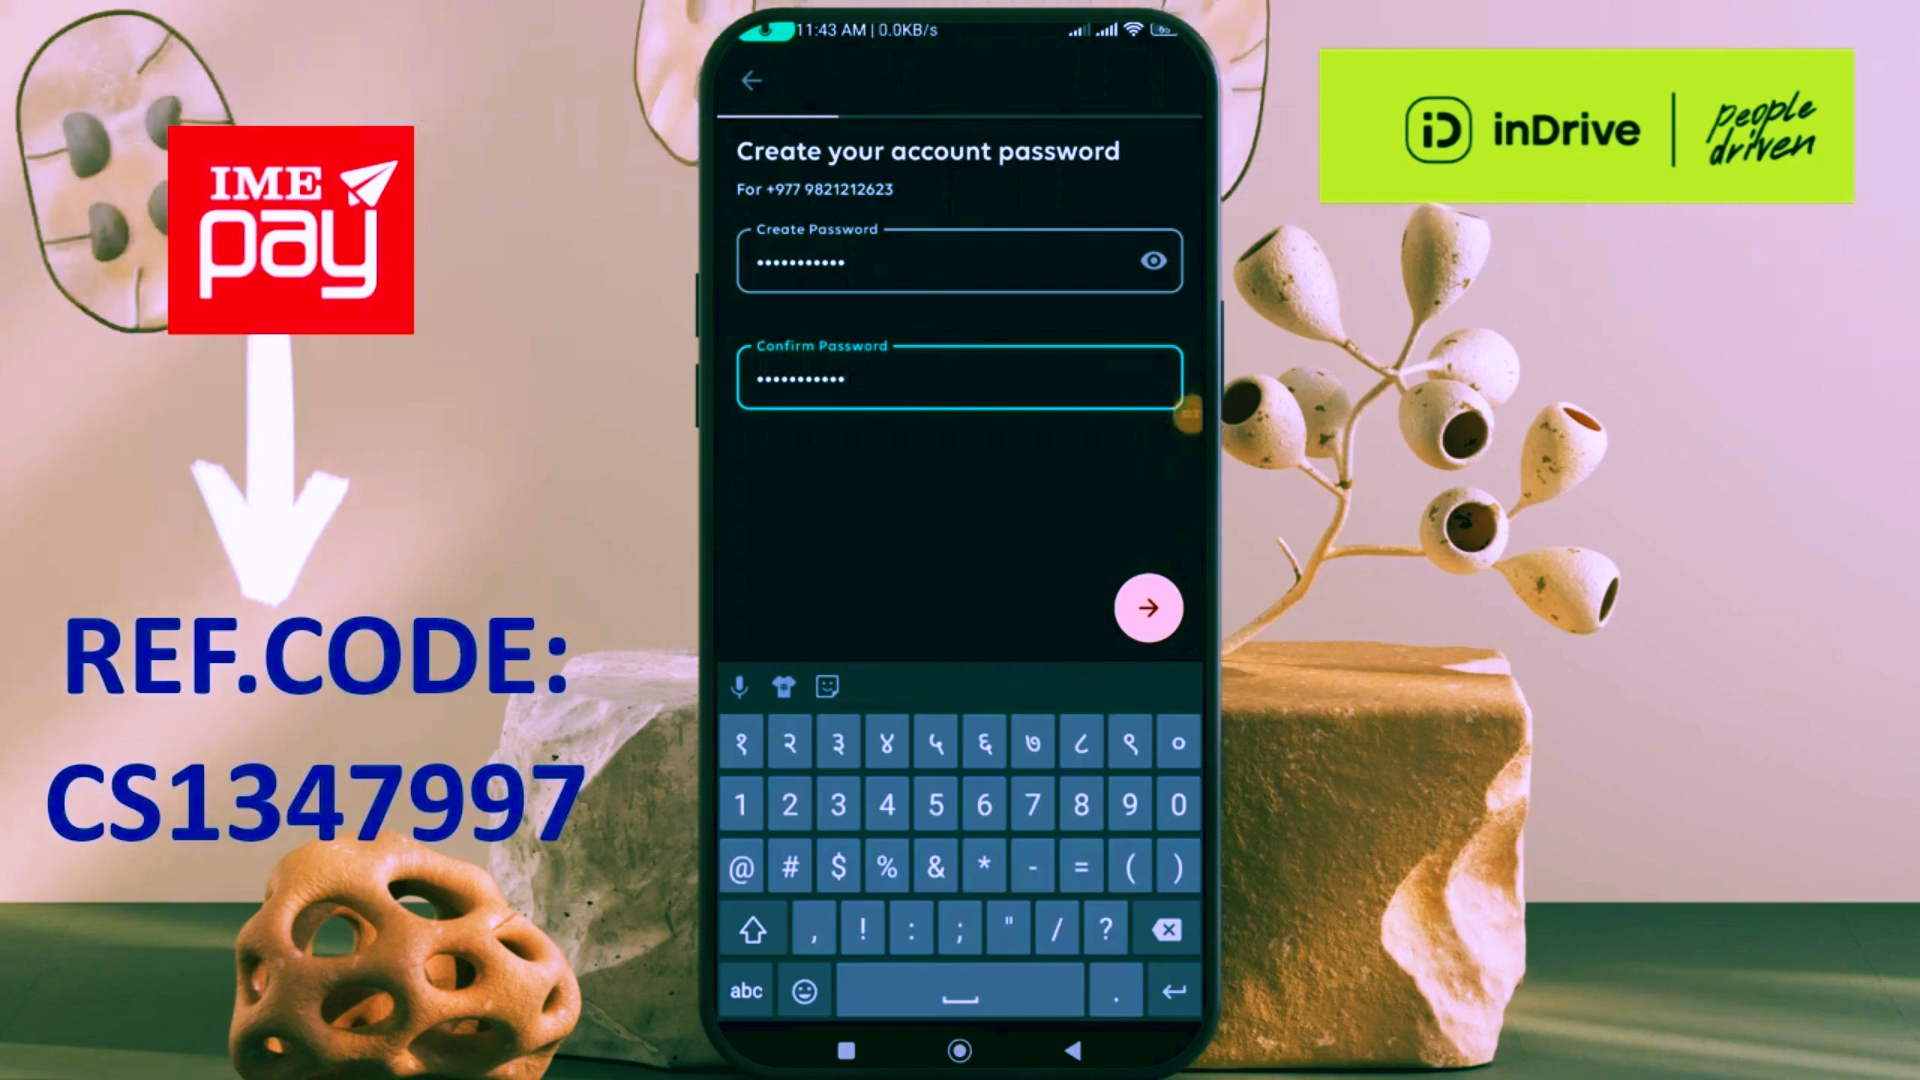 IME
pay
REF.CODE:
CS1347997
11:43 AM | 0.0KB/s
Create your account password
For +977 9821212623
Create Password
•••••••••••
Confirm Password
•••••••••••
१ २ ३ ४ ५ ६ ७ ८ ९ ०
1 2 3 4 5 6 7 8 9 0
@ # $ % & * - = ( )
, ! : ; " / ?
abc .
iD inDrive
people
driven